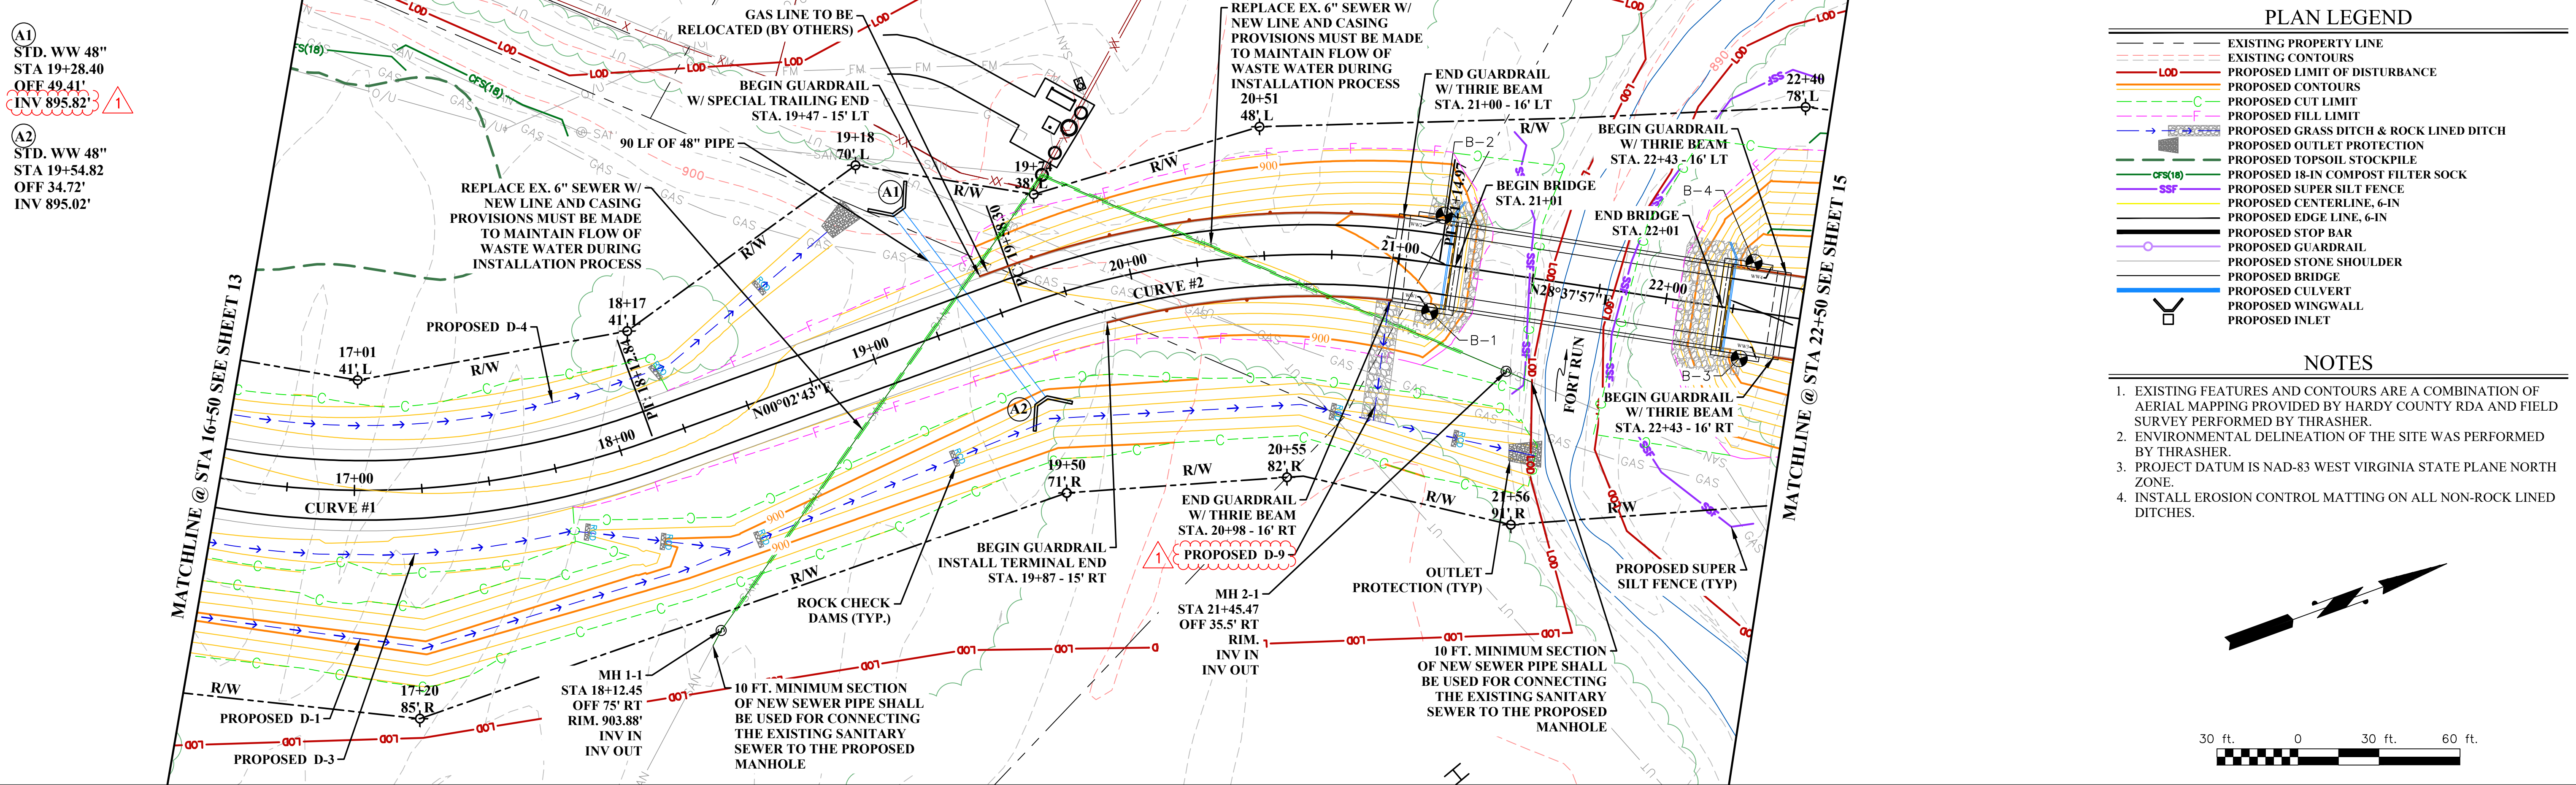 A1
STD. WW 48"
STA 19+28.40
OFF 49.41'
INV 895.82'
1
A2
STD. WW 48"
STA 19+54.82
OFF 34.72'
INV 895.02'
MATCHLINE @ STA 16+50 SEE SHEET 13
GAS LINE TO BE
RELOCATED (BY OTHERS)
BEGIN GUARDRAIL
W/ SPECIAL TRAILING END
STA. 19+47 - 15' LT
90 LF OF 48" PIPE
REPLACE EX. 6" SEWER W/
NEW LINE AND CASING
PROVISIONS MUST BE MADE
TO MAINTAIN FLOW OF
WASTE WATER DURING
INSTALLATION PROCESS
REPLACE EX. 6" SEWER W/
NEW LINE AND CASING
PROVISIONS MUST BE MADE
TO MAINTAIN FLOW OF
WASTE WATER DURING
INSTALLATION PROCESS
20+51
48' L
END GUARDRAIL
W/ THRIE BEAM
STA. 21+00 - 16' LT
BEGIN GUARDRAIL
W/ THRIE BEAM
STA. 22+43 - 16' LT
22+40
78' L
B-2
BEGIN BRIDGE
STA. 21+01
B-4
END BRIDGE
STA. 22+01
19+18
70' L
A1
R/W
R/W
R/W
R/W
R/W
CFS(18)
CFS(18)
900
900
890
18+17
41' L
PROPOSED D-4
17+01
41' L
R/W
20+00
CURVE #2
21+00
N28°37'57"E
22+00
19+00
N00°02'43"E
18+00
17+00
CURVE #1
A2
900
B-1
B-3
FORT RUN
BEGIN GUARDRAIL
W/ THRIE BEAM
STA. 22+43 - 16' RT
MATCHLINE @ STA 22+50 SEE SHEET 15
19+50
71' R
R/W
20+55
82' R
R/W
21+56
91' R
R/W
900
900
END GUARDRAIL
W/ THRIE BEAM
STA. 20+98 - 16' RT
1
PROPOSED D-9
BEGIN GUARDRAIL
INSTALL TERMINAL END
STA. 19+87 - 15' RT
R/W
ROCK CHECK
DAMS (TYP.)
OUTLET
PROTECTION (TYP)
PROPOSED SUPER
SILT FENCE (TYP)
MH 2-1
STA 21+45.47
OFF 35.5' RT
RIM.
INV IN
INV OUT
10 FT. MINIMUM SECTION
OF NEW SEWER PIPE SHALL
BE USED FOR CONNECTING
THE EXISTING SANITARY
SEWER TO THE PROPOSED
MANHOLE
MH 1-1
STA 18+12.45
OFF 75' RT
RIM. 903.88'
INV IN
INV OUT
10 FT. MINIMUM SECTION
OF NEW SEWER PIPE SHALL
BE USED FOR CONNECTING
THE EXISTING SANITARY
SEWER TO THE PROPOSED
MANHOLE
R/W
17+20
85' R
PROPOSED D-1
PROPOSED D-3
PLAN LEGEND
EXISTING PROPERTY LINE
EXISTING CONTOURS
LOD PROPOSED LIMIT OF DISTURBANCE
PROPOSED CONTOURS
C PROPOSED CUT LIMIT
F PROPOSED FILL LIMIT
PROPOSED GRASS DITCH & ROCK LINED DITCH
PROPOSED OUTLET PROTECTION
PROPOSED TOPSOIL STOCKPILE
CFS(18) PROPOSED 18-IN COMPOST FILTER SOCK
SSF PROPOSED SUPER SILT FENCE
PROPOSED CENTERLINE, 6-IN
PROPOSED EDGE LINE, 6-IN
PROPOSED STOP BAR
PROPOSED GUARDRAIL
PROPOSED STONE SHOULDER
PROPOSED BRIDGE
PROPOSED CULVERT
PROPOSED WINGWALL
PROPOSED INLET
NOTES
1. EXISTING FEATURES AND CONTOURS ARE A COMBINATION OF
AERIAL MAPPING PROVIDED BY HARDY COUNTY RDA AND FIELD
SURVEY PERFORMED BY THRASHER.
2. ENVIRONMENTAL DELINEATION OF THE SITE WAS PERFORMED
BY THRASHER.
3. PROJECT DATUM IS NAD-83 WEST VIRGINIA STATE PLANE NORTH
ZONE.
4. INSTALL EROSION CONTROL MATTING ON ALL NON-ROCK LINED
DITCHES.
30 ft. 0 30 ft. 60 ft.